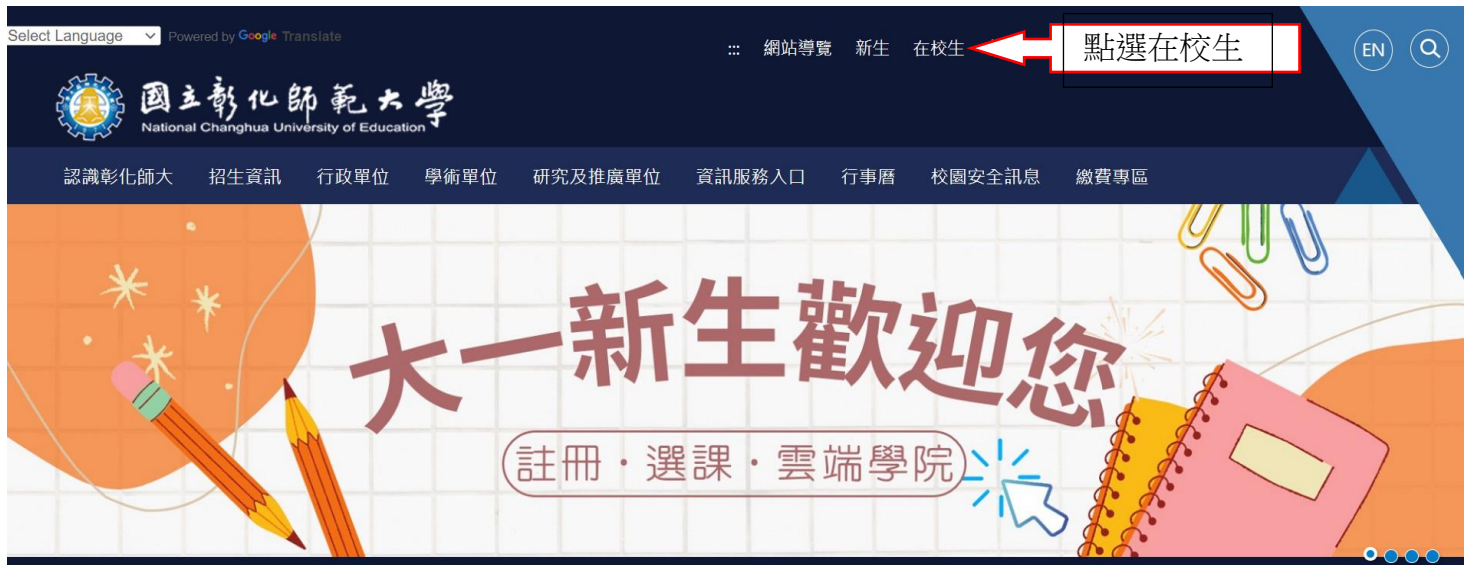 Select Language
Powered by Google Translate
::: 網站導覽 新生 在校生
點選在校生
EN
國立彰化師範大學
National Changhua University of Education
認識彰化師大 招生資訊 行政單位 學術單位 研究及推廣單位 資訊服務入口 行事曆 校園安全訊息 繳費專區
大一新生歡迎您
註冊・選課・雲端學院